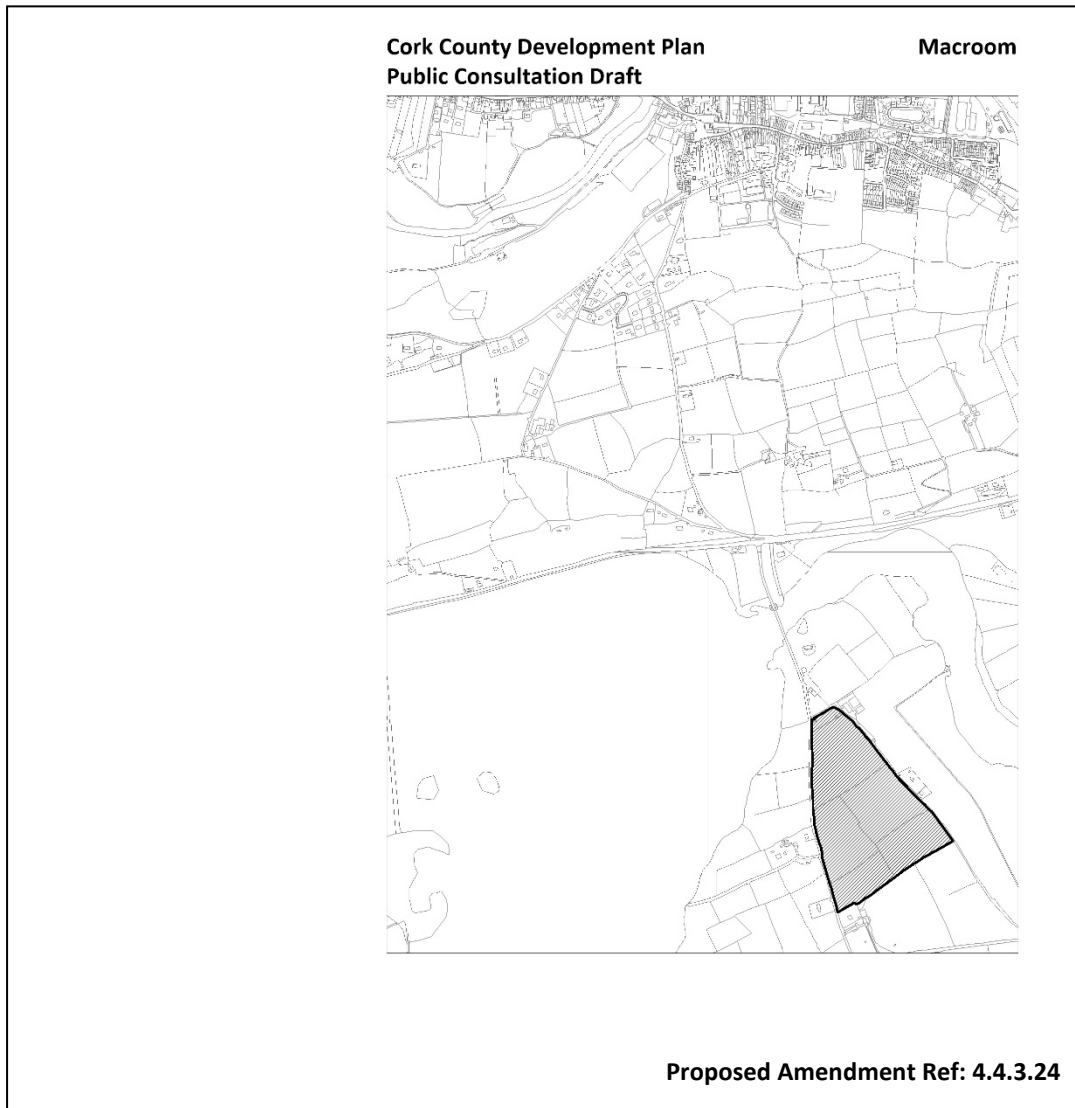 Cork County Development Plan Macroom
Public Consultation Draft
Proposed Amendment Ref: 4.4.3.24